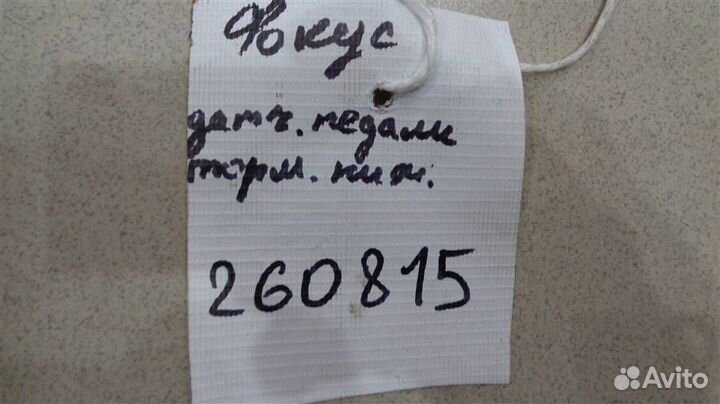 Фокус
датч. педали
торм. ниж.
260815
Avito